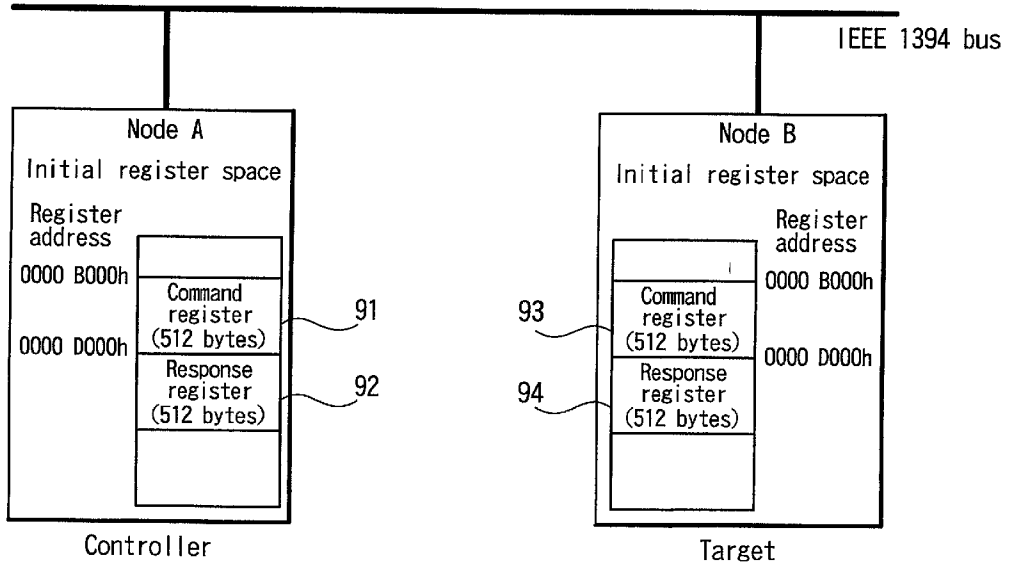 IEEE 1394 bus
Node A
Initial register space
Register
address
0000 B000h
Command
register
(512 bytes)
91
0000 D000h
Response
register
(512 bytes)
92
Controller
Node B
Initial register space
Register
address
0000 B000h
Command
register
(512 bytes)
93
0000 D000h
Response
register
(512 bytes)
94
Target